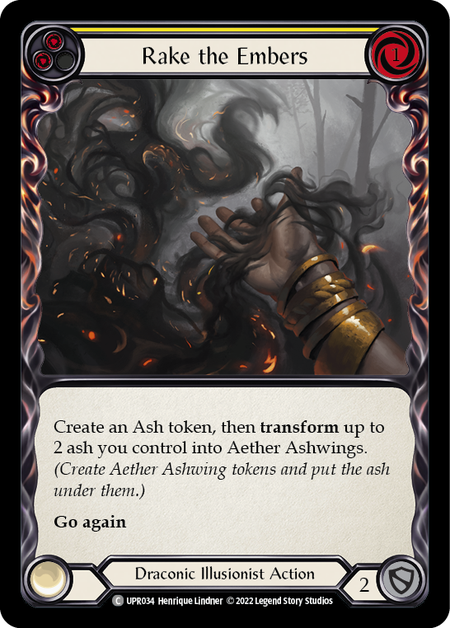 Rake the Embers
1
Create an Ash token, then transform up to
2 ash you control into Aether Ashwings.
(Create Aether Ashwing tokens and put the ash
under them.)
Go again
Draconic Illusionist Action
2
C UPR034 Henrique Lindner © 2022 Legend Story Studios